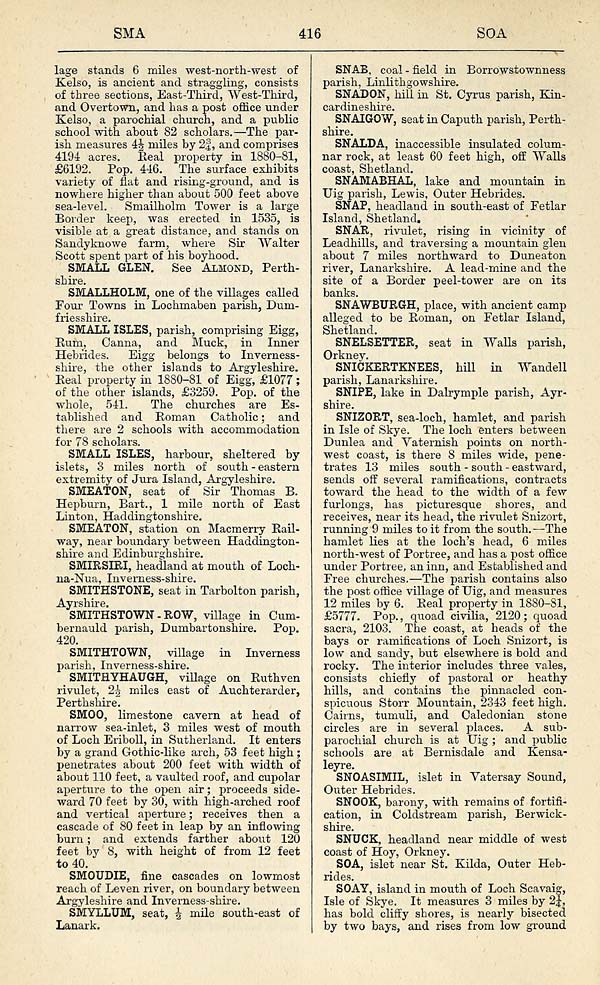 SMA 416 SOA
lage stands 6 miles west-north-west of
Kelso, is ancient and straggling, consists
of three sections, East-Third, West-Third,
and Overtown, and has a post office under
Kelso, a parochial church, and a public
school with about 82 scholars.—The par-
ish measures 4½ miles by 2¾, and comprises
4194 acres. Real property in 1880-81,
£6192. Pop. 446. The surface exhibits
variety of flat and rising-ground, and is
nowhere higher than about 500 feet above
sea-level. Smailholm Tower is a large
Border keep, was erected in 1535, is
visible at a great distance, and stands on
Sandyknowe farm, where Sir Walter
Scott spent part of his boyhood.
SMALL GLEN. See ALMOND, Perth-
shire.
SMALLHOLM, one of the villages called
Four Towns in Lochmaben parish, Dum-
friesshire.
SMALL ISLES, parish, comprising Eigg,
Rum, Canna, and Muck, in Inner
Hebrides. Eigg belongs to Inverness-
shire, the other islands to Argyleshire.
Real property in 1880-81 of Eigg, £1077;
of the other islands, £3259. Pop. of the
whole, 541. The churches are Es-
tablished and Roman Catholic; and
there are 2 schools with accommodation
for 78 scholars.
SMALL ISLES, harbour, sheltered by
islets, 3 miles north of south-eastern
extremity of Jura Island, Argyleshire.
SMEATON, seat of Sir Thomas B.
Hepburn, Bart., 1 mile north of East
Linton, Haddingtonshire.
SMEATON, station on Macmerry Rail-
way, near boundary between Haddington-
shire and Edinburghshire.
SMIRSIRI, headland at mouth of Loch-
na-Nua, Inverness-shire.
SMITHSTONE, seat in Tarbolton parish,
Ayrshire.
SMITHSTOWN-ROW, village in Cum-
bernauld parish, Dumbartonshire. Pop.
420.
SMITHTOWN, village in Inverness
parish, Inverness-shire.
SMITHYHAUGH, village on Ruthven
rivulet, 2½ miles east of Auchterarder,
Perthshire.
SMOO, limestone cavern at head of
narrow sea-inlet, 3 miles west of mouth
of Loch Eriboll, in Sutherland. It enters
by a grand Gothic-like arch, 53 feet high;
penetrates about 200 feet with width of
about 110 feet, a vaulted roof, and cupolar
aperture to the open air; proceeds side-
ward 70 feet by 30, with high-arched roof
and vertical aperture; receives then a
cascade of 80 feet in leap by an inflowing
burn; and extends farther about 120
feet by 8, with height of from 12 feet
to 40.
SMOUDIE, fine cascades on lowmost
reach of Leven river, on boundary between
Argyleshire and Inverness-shire.
SMYLLUM, seat, ½ mile south-east of
Lanark.
SNAB, coal-field in Borrowstownness
parish, Linlithgowshire.
SNADON, hill in St. Cyrus parish, Kin-
cardineshire.
SNAIGOW, seat in Caputh parish, Perth-
shire.
SNALDA, inaccessible insulated colum-
nar rock, at least 60 feet high, off Walls
coast, Shetland.
SNAMABHAL, lake and mountain in
Uig parish, Lewis, Outer Hebrides.
SNAP, headland in south-east of Fetlar
Island, Shetland.
SNAR, rivulet, rising in vicinity of
Leadhills, and traversing a mountain glen
about 7 miles northward to Duneaton
river, Lanarkshire. A lead-mine and the
site of a Border peel-tower are on its
banks.
SNAWBURGH, place, with ancient camp
alleged to be Roman, on Fetlar Island,
Shetland.
SNELSETTER, seat in Walls parish,
Orkney.
SNICKERTKNEES, hill in Wandell
parish, Lanarkshire.
SNIPE, lake in Dalrymple parish, Ayr-
shire.
SNIZORT, sea-loch, hamlet, and parish
in Isle of Skye. The loch enters between
Dunlea and Vaternish points on north-
west coast, is there 8 miles wide, pene-
trates 13 miles south-south-eastward,
sends off several ramifications, contracts
toward the head to the width of a few
furlongs, has picturesque shores, and
receives, near its head, the rivulet Snizort,
running 9 miles to it from the south.—The
hamlet lies at the loch's head, 6 miles
north-west of Portree, and has a post office
under Portree, an inn, and Established and
Free churches.—The parish contains also
the post office village of Uig, and measures
12 miles by 6. Real property in 1880-81,
£5777. Pop., quoad civilia, 2120; quoad
sacra, 2103. The coast, at heads of the
bays or ramifications of Loch Snizort, is
low and sandy, but elsewhere is bold and
rocky. The interior includes three vales,
consists chiefly of pastoral or heathy
hills, and contains the pinnacled con-
spicuous Storr Mountain, 2343 feet high.
Cairns, tumuli, and Caledonian stone
circles are in several places. A sub-
parochial church is at Uig; and public
schools are at Bernisdale and Kensa-
leyre.
SNOASIMIL, islet in Vatersay Sound,
Outer Hebrides.
SNOOK, barony, with remains of fortifi-
cation, in Coldstream parish, Berwick-
shire.
SNUCK, headland near middle of west
coast of Hoy, Orkney.
SOA, islet near St. Kilda, Outer Heb-
rides.
SOAY, island in mouth of Loch Scavaig,
Isle of Skye. It measures 3 miles by 2¼,
has bold cliffy shores, is nearly bisected
by two bays, and rises from low ground